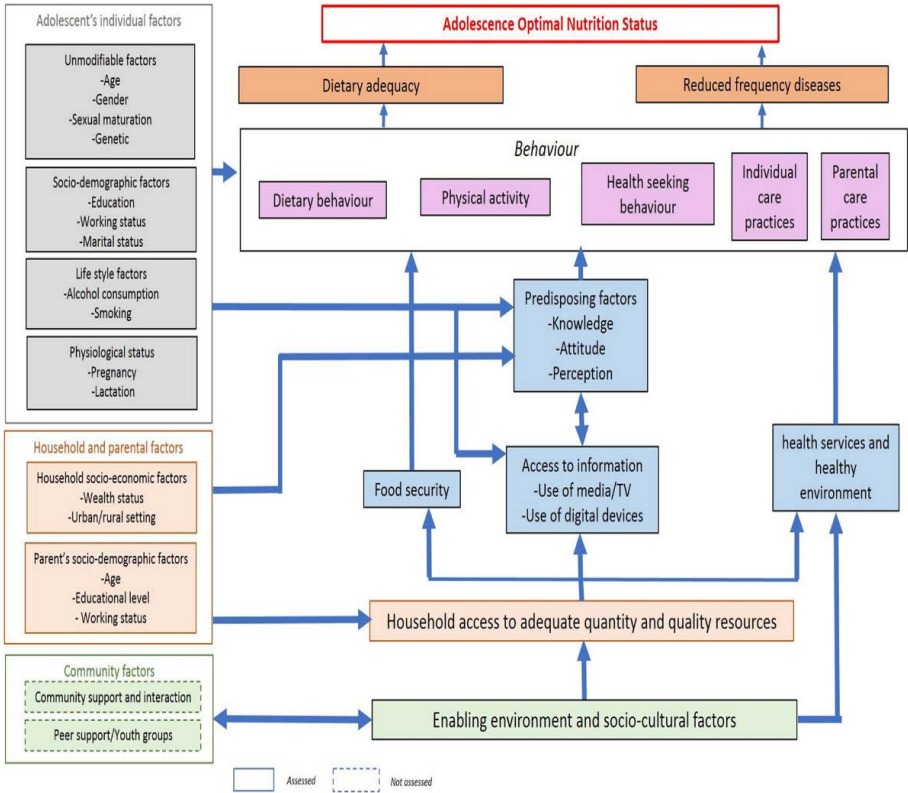 Adolescent's individual factors
Unmodifiable factors
-Age
-Gender
-Sexual maturation
-Genetic
Socio-demographic factors
-Education
-Working status
-Marital status
Life style factors
-Alcohol consumption
-Smoking
Physiological status
-Pregnancy
-Lactation
Household and parental factors
Household socio-economic factors
-Wealth status
-Urban/rural setting
Parent's socio-demographic factors
-Age
-Educational level
- Working status
Community factors
Community support and interaction
Peer support/Youth groups
Adolescence Optimal Nutrition Status
Dietary adequacy
Reduced frequency diseases
Behaviour
Dietary behaviour
Physical activity
Health seeking
behaviour
Individual
care
practices
Parental
care
practices
Predisposing factors
-Knowledge
-Attitude
-Perception
Access to information
- Use of media/TV
- Use of digital devices
Food security
health services and
healthy
environment
Household access to adequate quantity and quality resources
Enabling environment and socio-cultural factors
Assessed
Not assessed